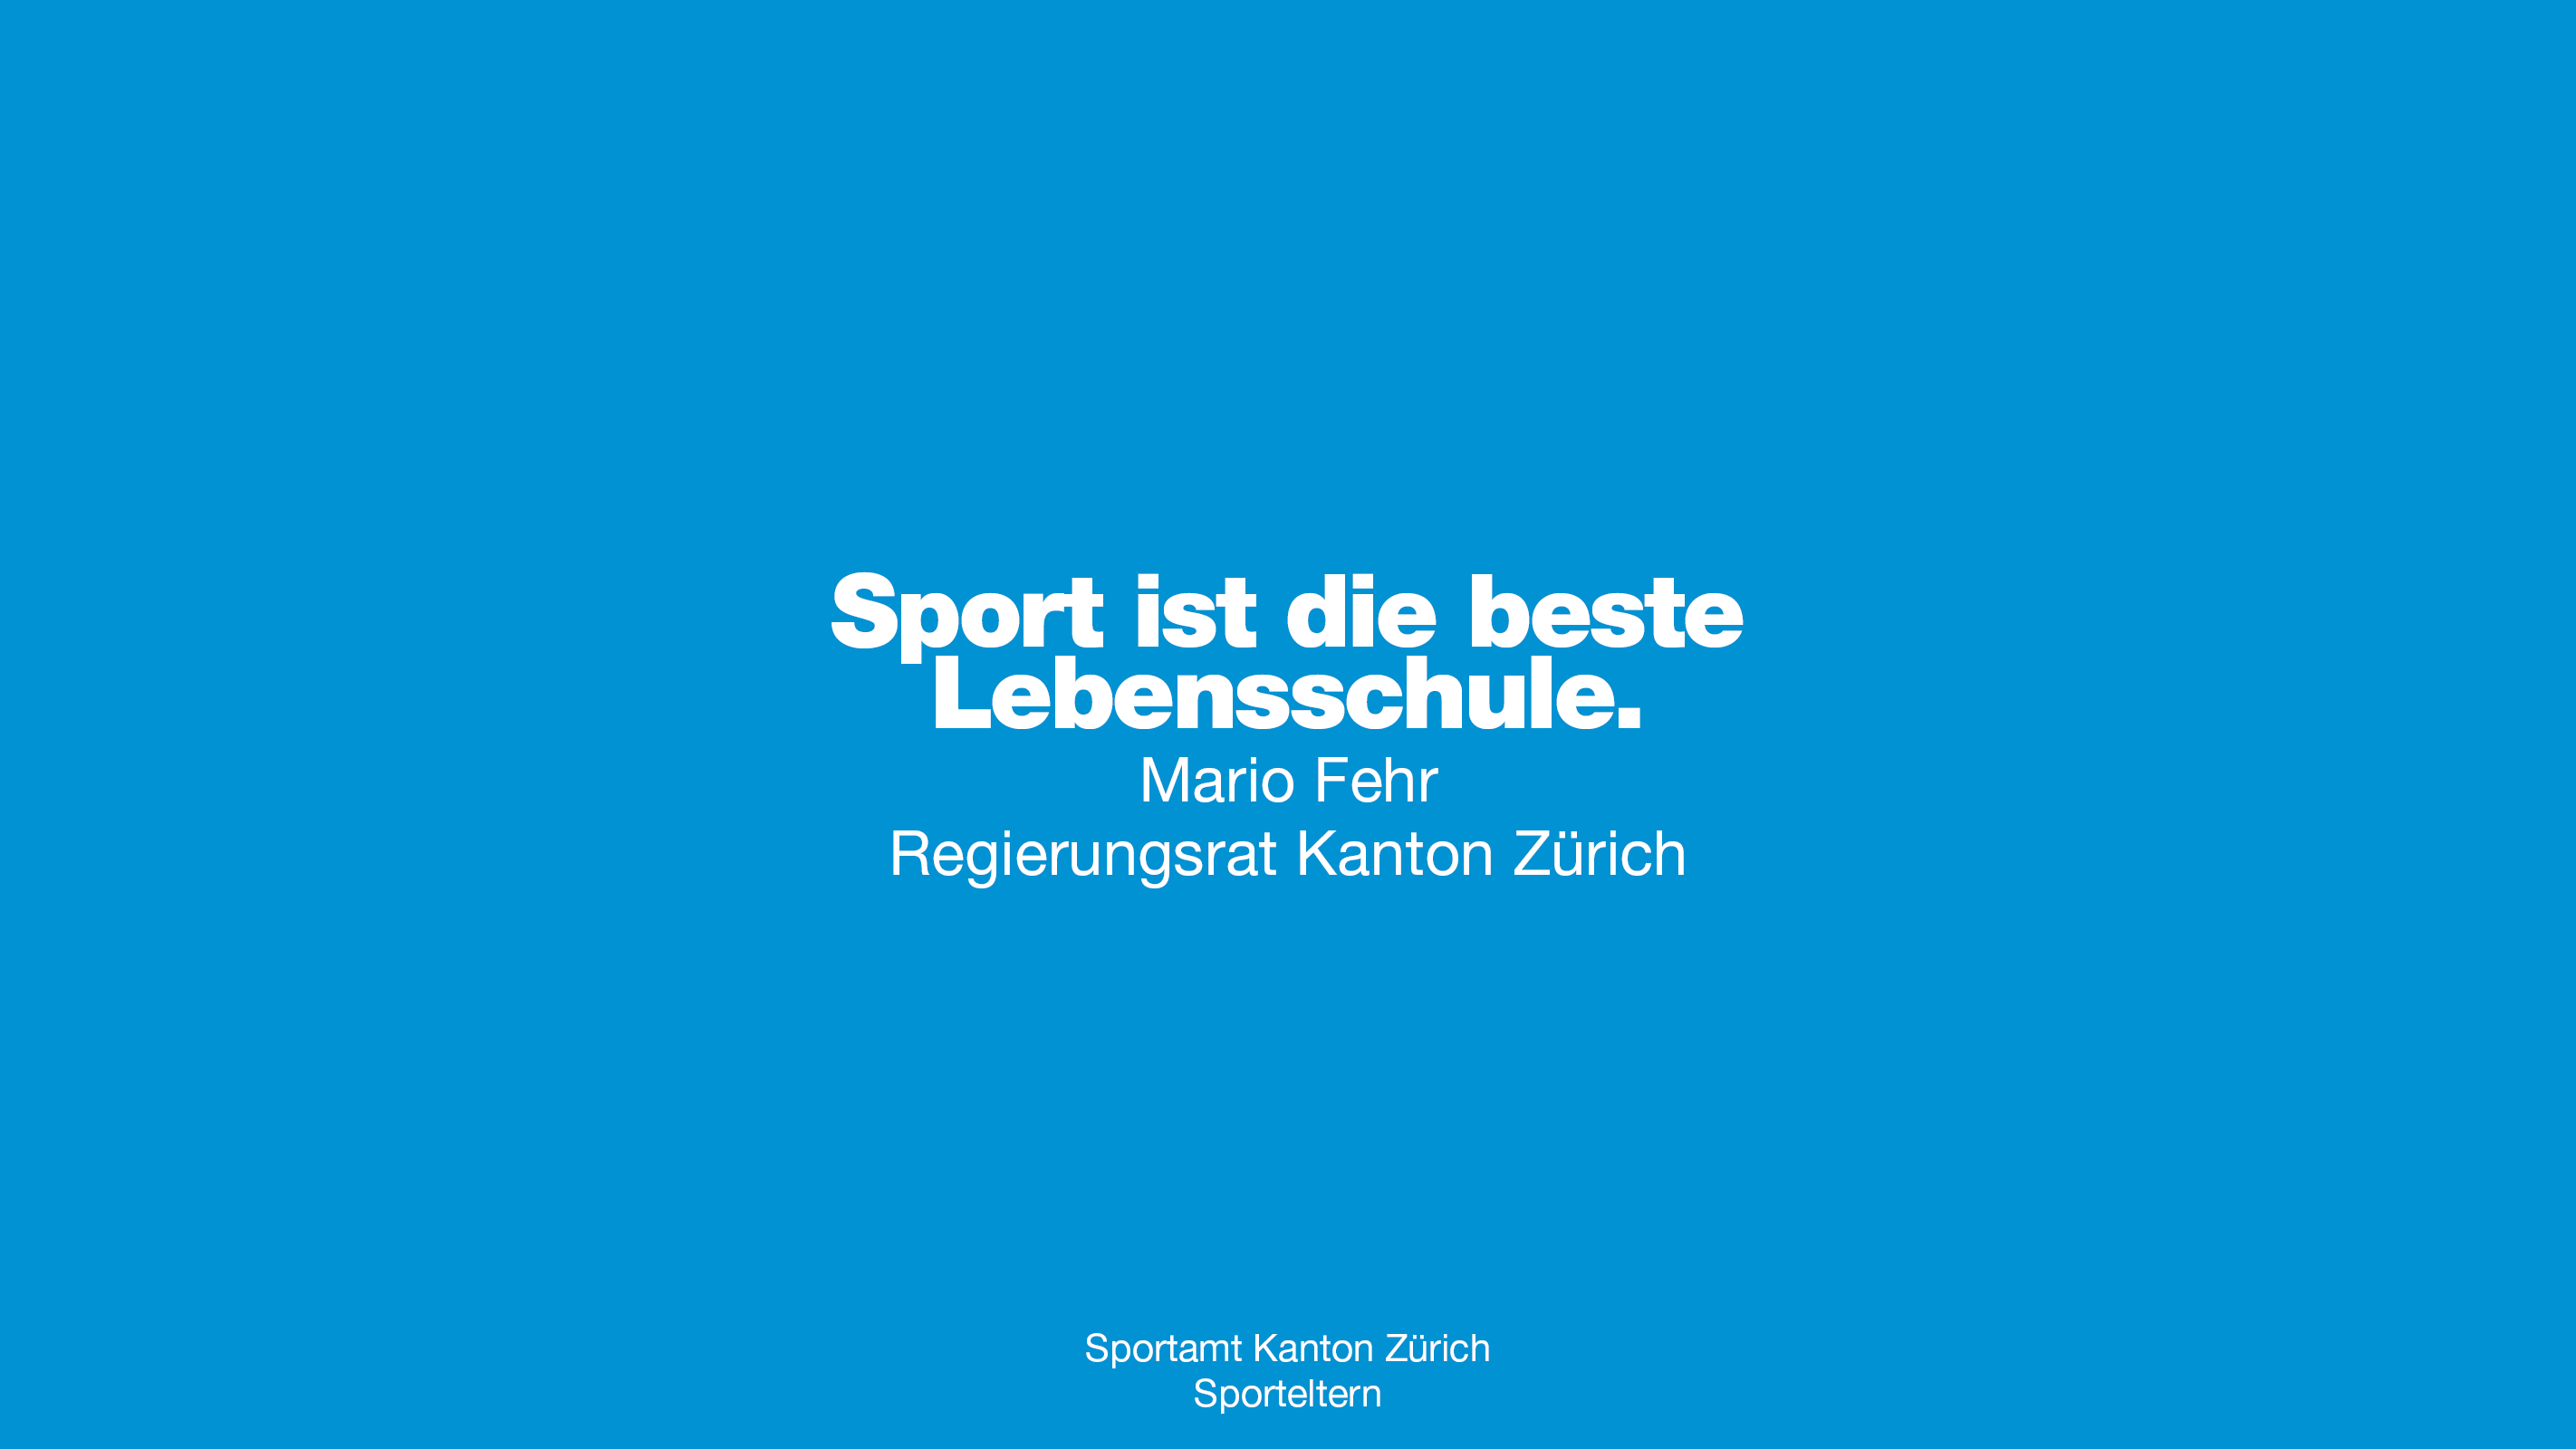 Sport ist die beste
Lebensschule.
Mario Fehr
Regierungsrat Kanton Zürich
Sportamt Kanton Zürich
Sporteltern